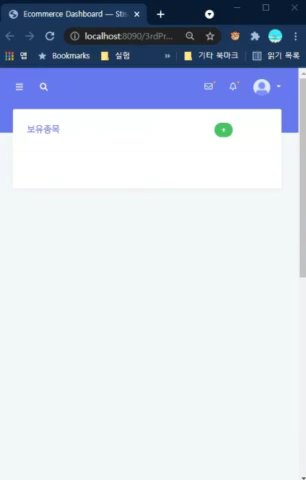 Ecommerce Dashboard — Sti
localhost:8090/3rdPr...
앱 Bookmarks 실험 » 기타 북마크 읽기 목록
보유종목
+